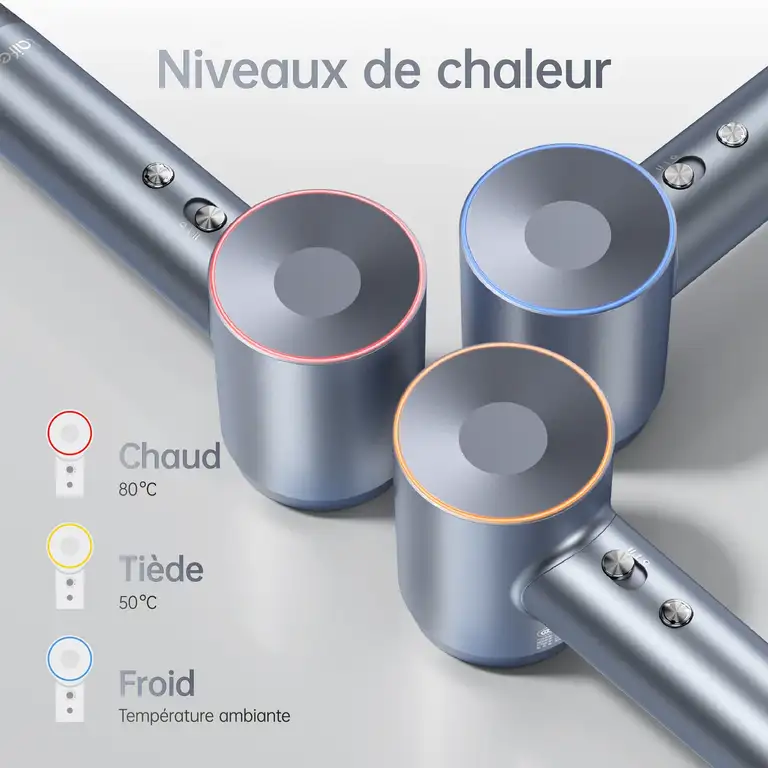 Niveaux de chaleur
Chaud
80°C
Tiède
50°C
Froid
Température ambiante